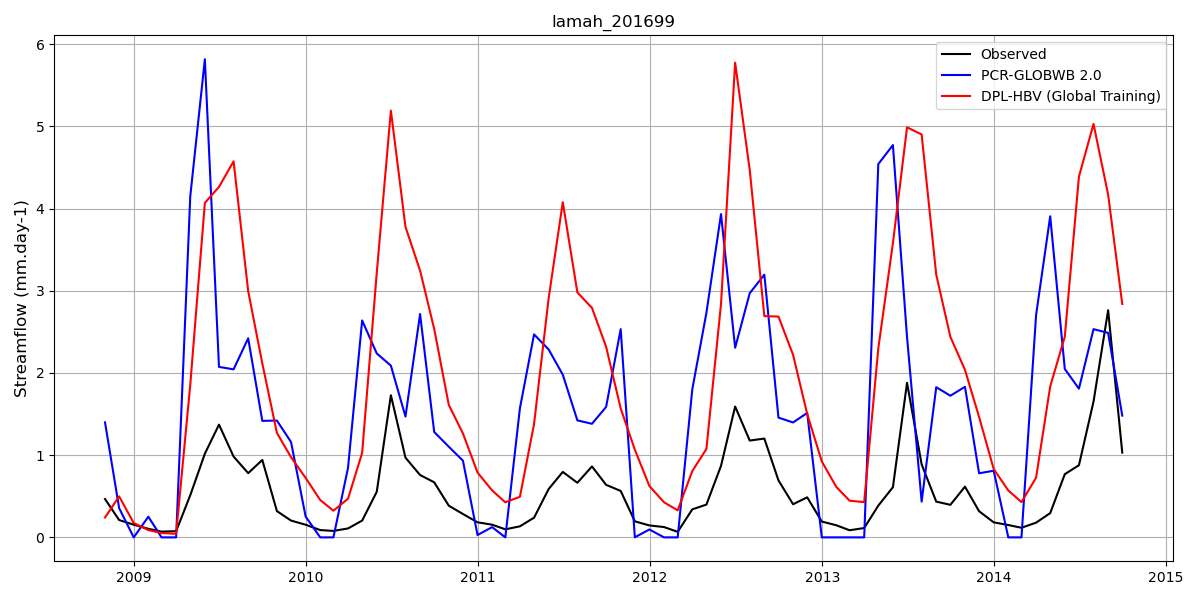 lamah_201699
Streamflow (mm.day-1)
6
5
4
3
2
1
0
Observed
PCR-GLOBWB 2.0
DPL-HBV (Global Training)
2009 2010 2011 2012 2013 2014 2015